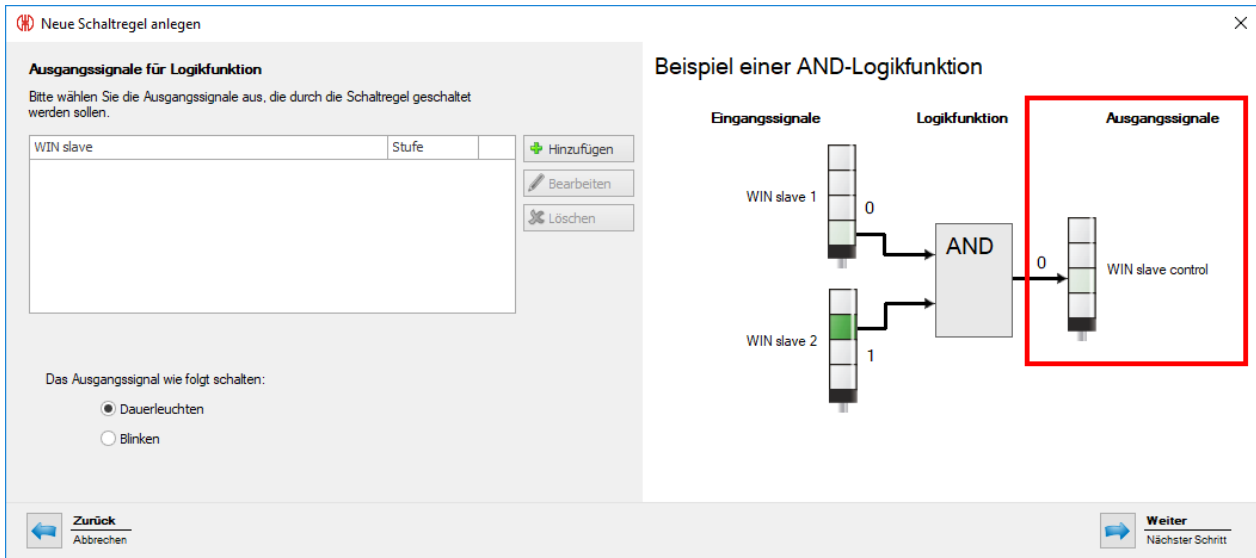 Neue Schaltregel anlegen
Ausgangssignale für Logikfunktion
Bitte wählen Sie die Ausgangssignale aus, die durch die Schaltregel geschaltet
werden sollen.
WIN slave
Stufe
Hinzufügen
Bearbeiten
Löschen
Das Ausgangssignal wie folgt schalten:
Dauerleuchten
Blinken
Beispiel einer AND-Logikfunktion
Eingangssignale
Logikfunktion
Ausgangssignale
WIN slave 1
0
AND
0
WIN slave control
WIN slave 2
1
Zurück
Abbrechen
Weiter
Nächster Schritt